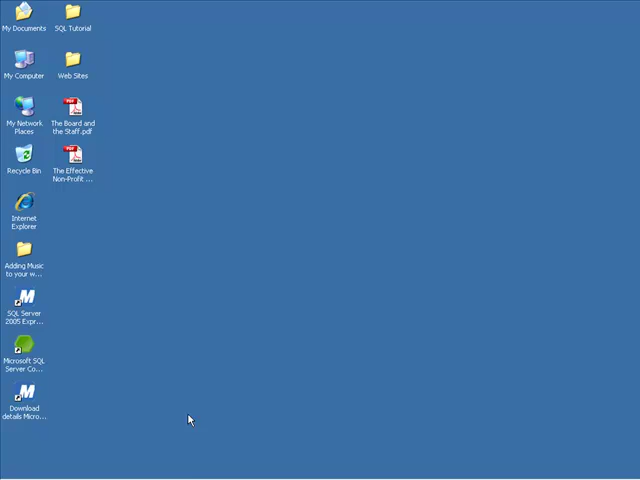 My Documents
My Computer
My Network
Places
Recycle Bin
Internet
Explorer
Adding Music
to your w...
SQL Server
2005 Expr...
Microsoft SQL
Server Co...
Download
details Micro...
SQL Tutorial
Web Sites
The Board and
the Staff.pdf
The Effective
Non-Profit ...